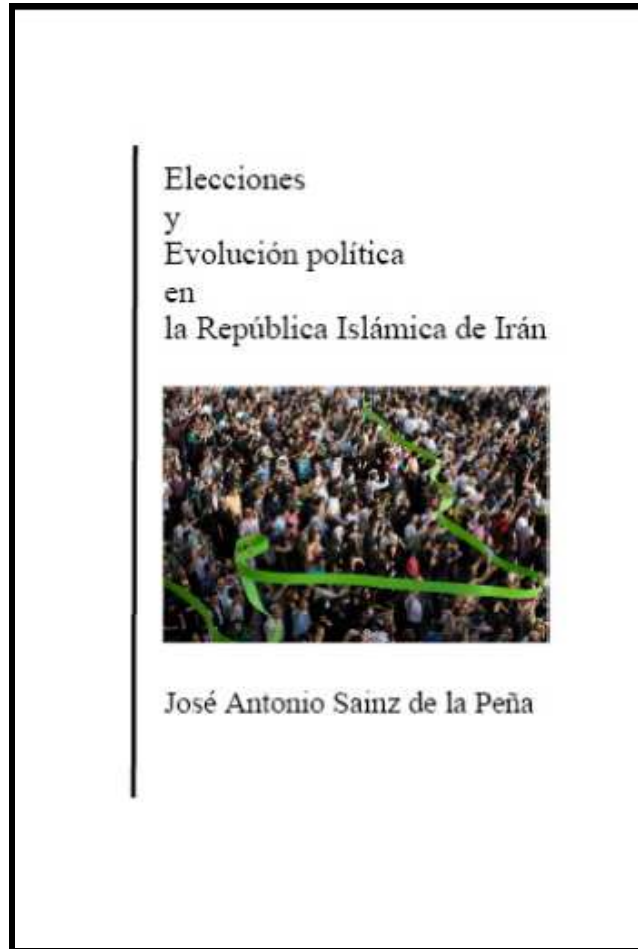 Elecciones
y
Evolución política
en
la República Islámica de Irán
José Antonio Sainz de la Peña